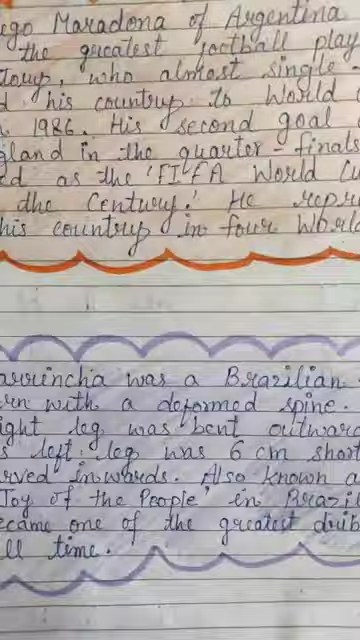 ego Maradona of Argentina
the greatest football play
tory, who almost single-
d his country to World
1986. His second goal
gland in the quarter-finals
ed as the 'FIFA World Cu
the Century.' He repr
his country in four World
arrincha was a Brazilian
rn with a deformed spine.
ight leg was bent outward
s left leg was 6 cm short
rved inwards. Also known a
Joy of the People' in Brazil
ecame one of the greatest drib
ll time.